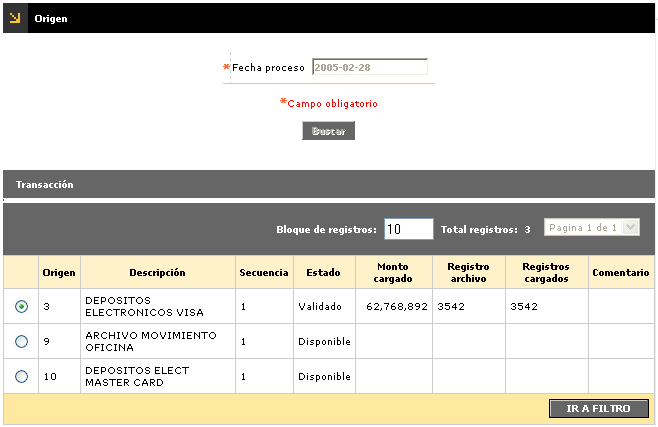 Origen
*Fecha proceso 2005-02-28
*Campo obligatorio
Buscar
Transacción
Bloque de registros: 10 Total registros: 3 Pagina 1 de 1
Origen Descripción Secuencia Estado Monto cargado Registro archivo Registros cargados Comentario
3 DEPOSITOS ELECTRONICOS VISA 1 Validado 62,768,892 3542 3542
9 ARCHIVO MOVIMIENTO OFICINA 1 Disponible
10 DEPOSITOS ELECT MASTER CARD 1 Disponible
IR A FILTRO